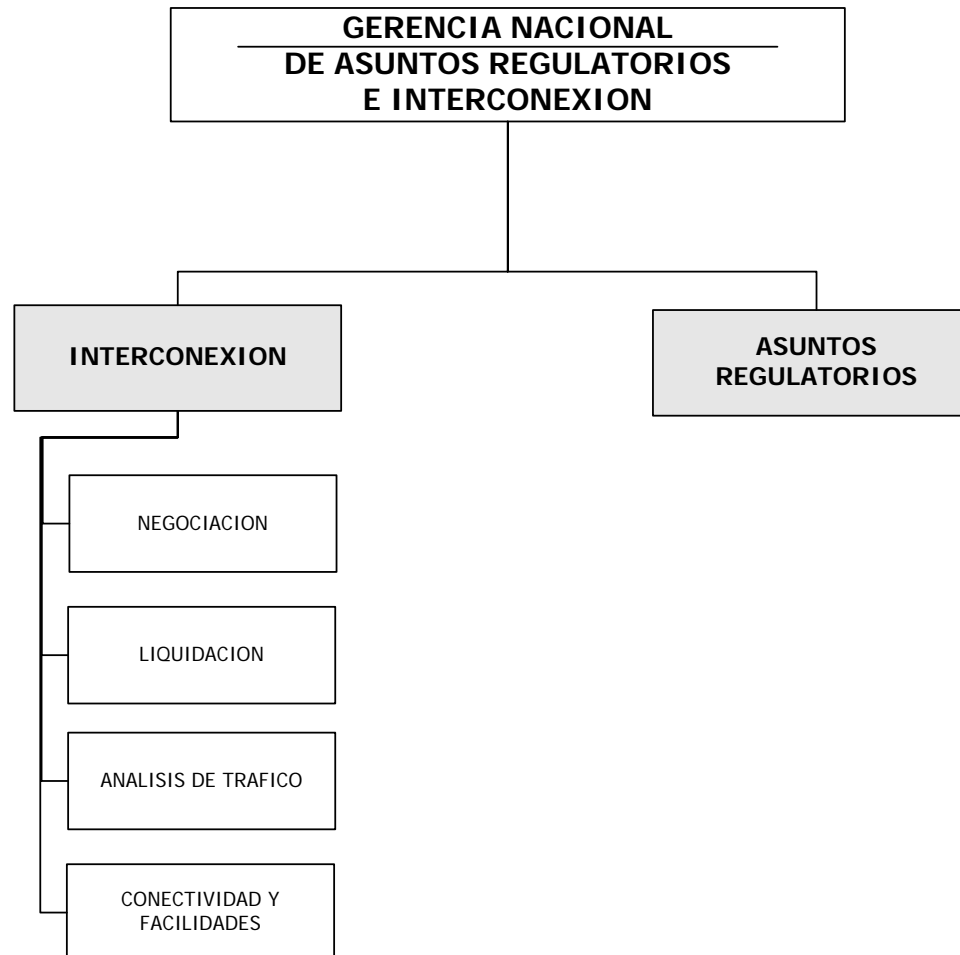 GERENCIA NACIONAL
DE ASUNTOS REGULATORIOS
E INTERCONEXION
INTERCONEXION
ASUNTOS
REGULATORIOS
NEGOCIACION
LIQUIDACION
ANALISIS DE TRAFICO
CONECTIVIDAD Y
FACILIDADES